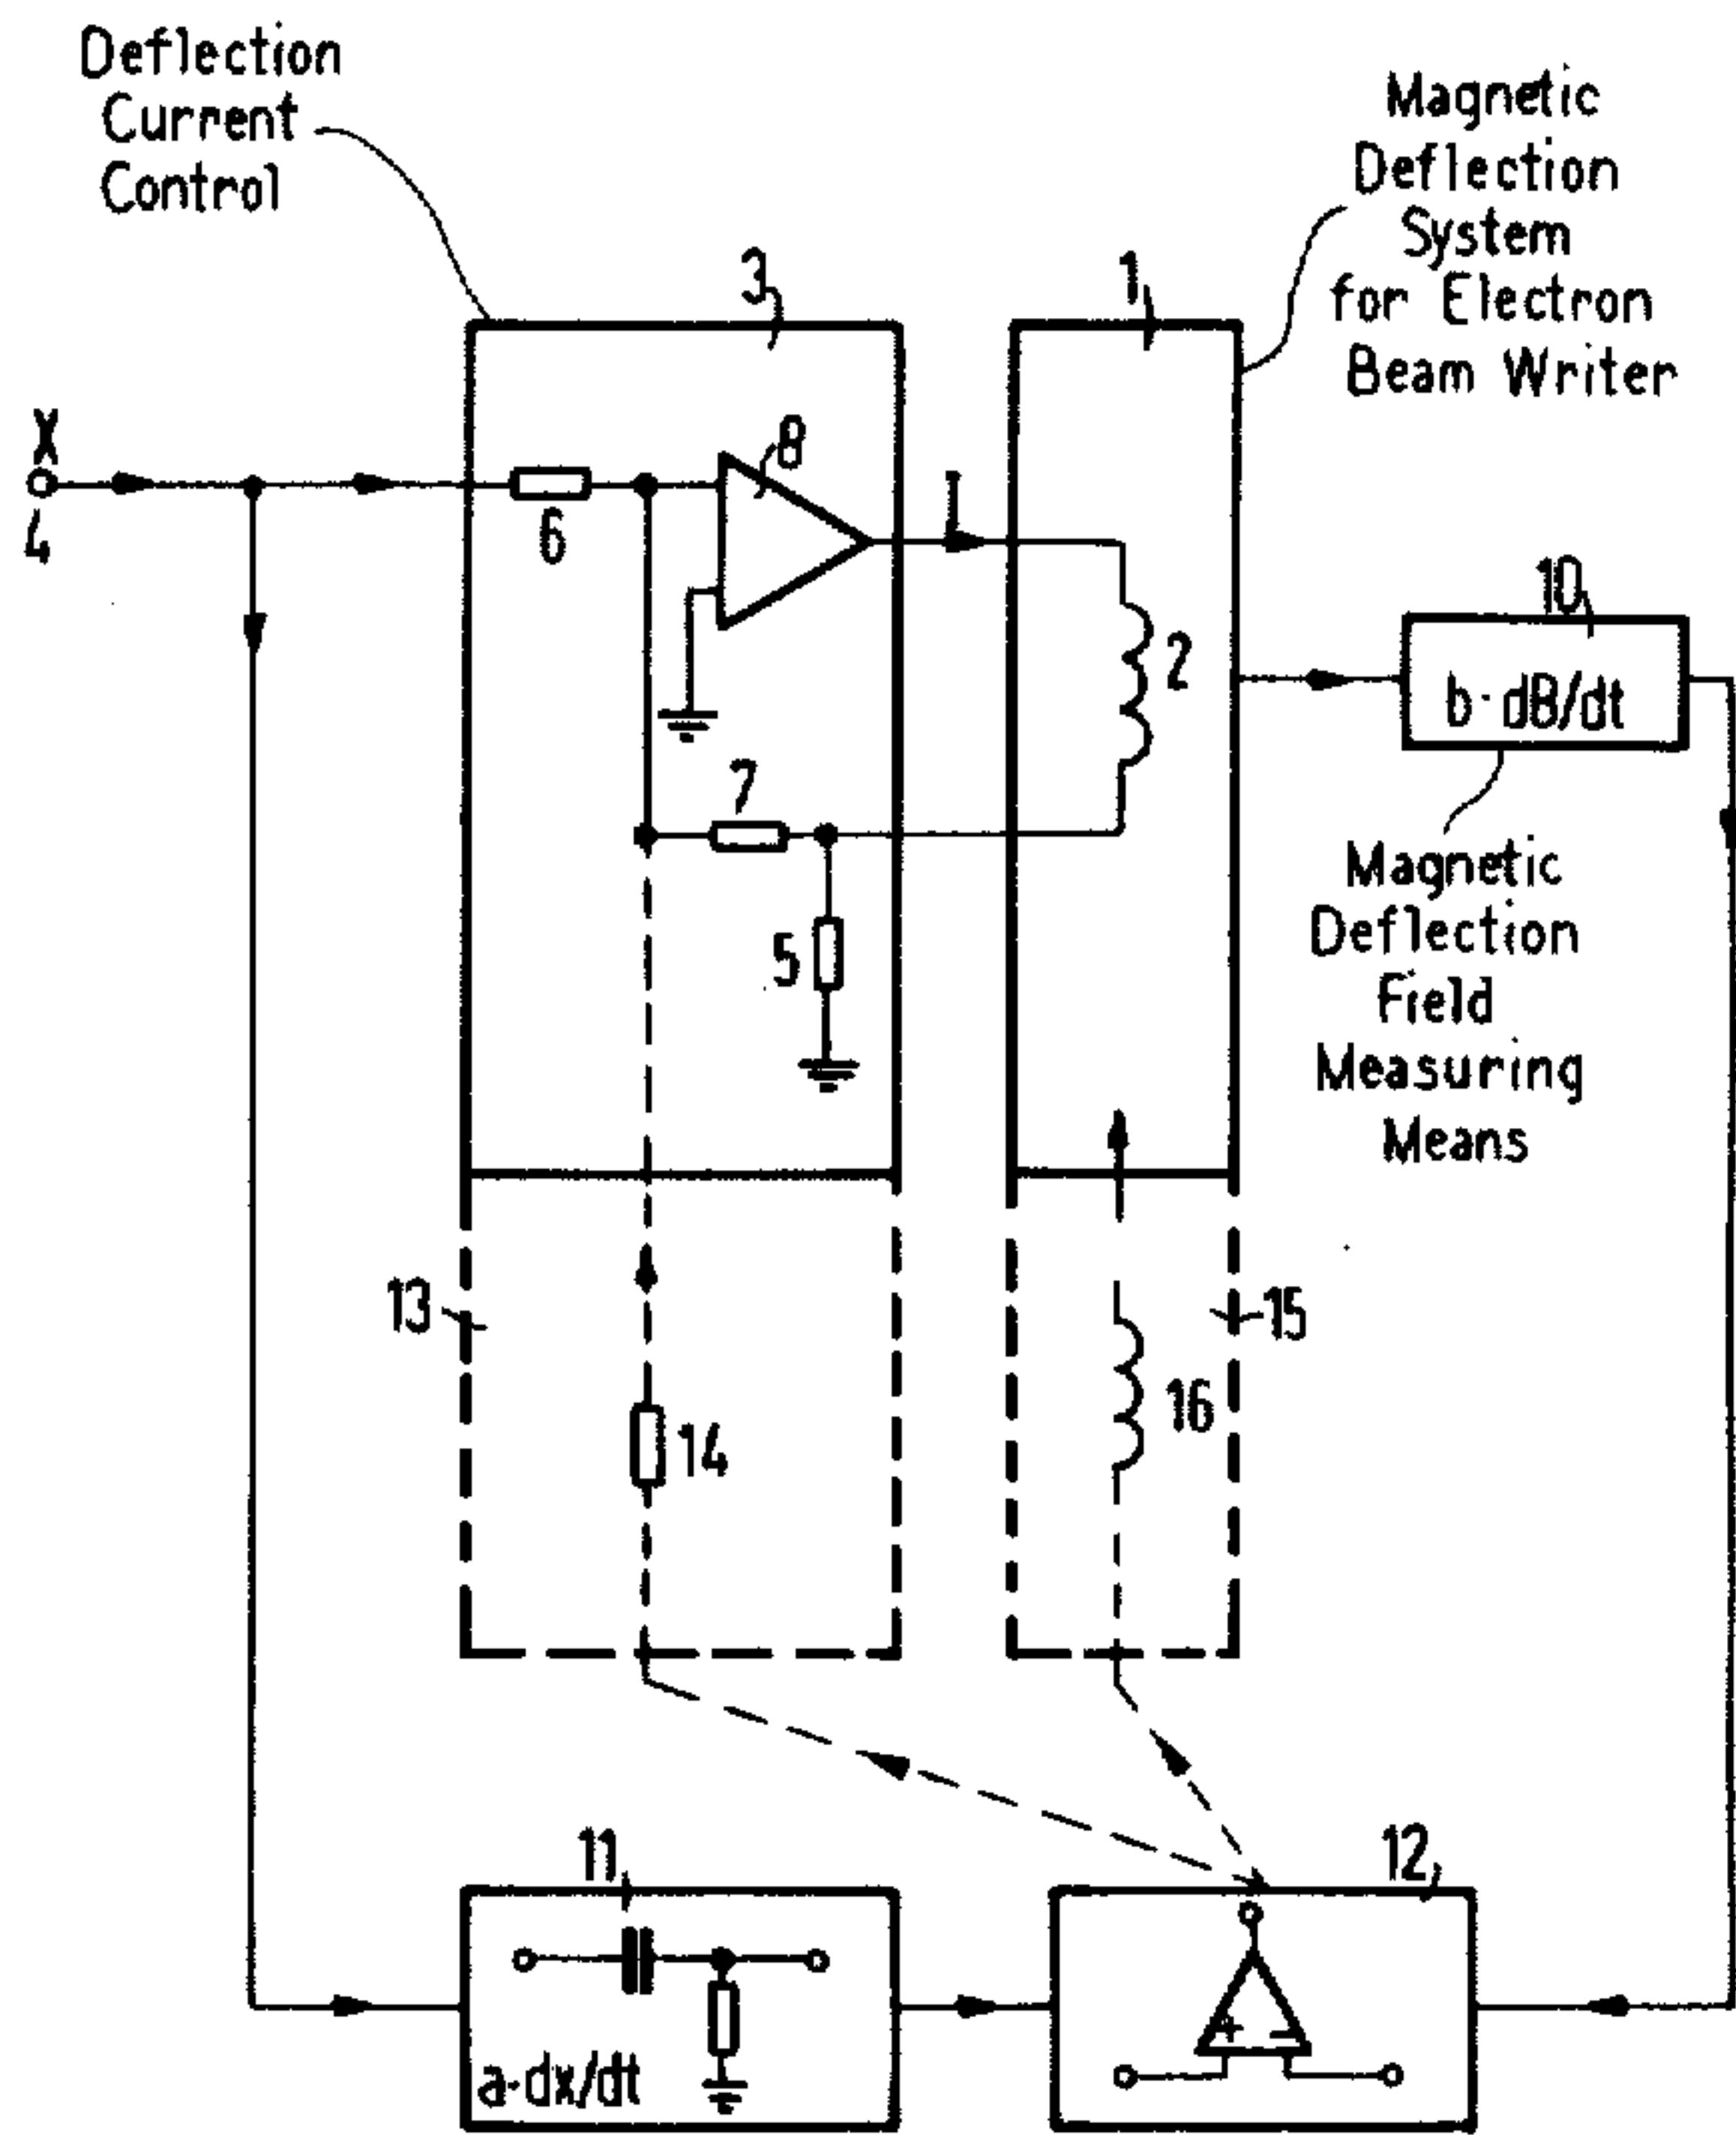 Deflection
Current
Control
Magnetic
Deflection
System
for Electron
Beam Writer
3
1
X
4
8
6
I
2
10
b·dB/dt
7
5
Magnetic
Deflection
Field
Measuring
Means
13
15
14
16
11
12
a·dx/dt
+ −